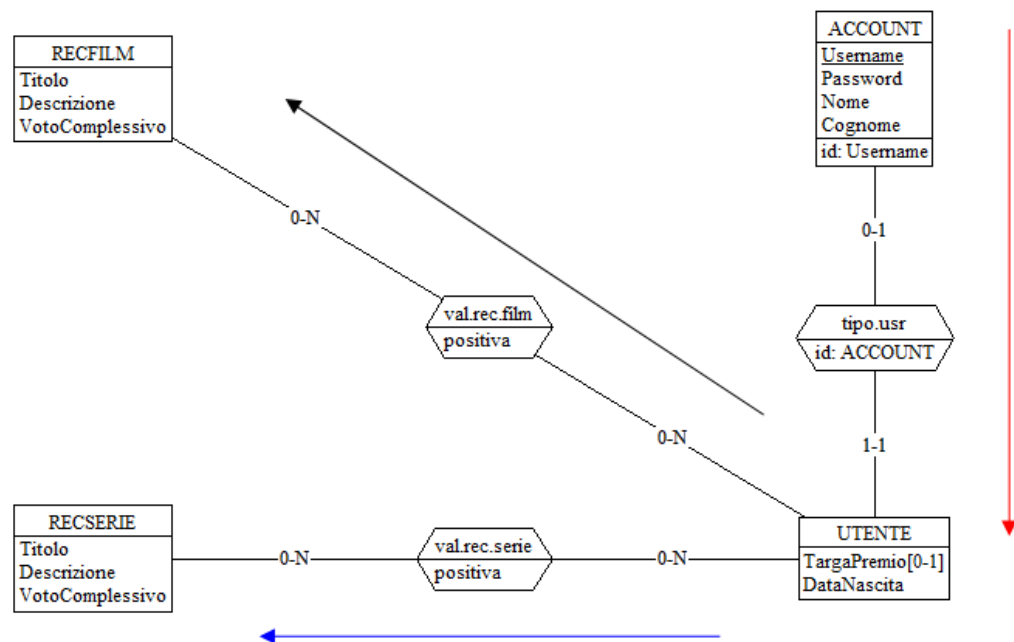 RECFILM
Titolo
Descrizione
VotoComplessivo
ACCOUNT
Username
Password
Nome
Cognome
id: Username
0-N
0-1
val.rec.film
positiva
tipo.usr
id: ACCOUNT
0-N
1-1
RECSERIE
Titolo
Descrizione
VotoComplessivo
0-N
val.rec.serie
positiva
0-N
UTENTE
TargaPremio[0-1]
DataNascita